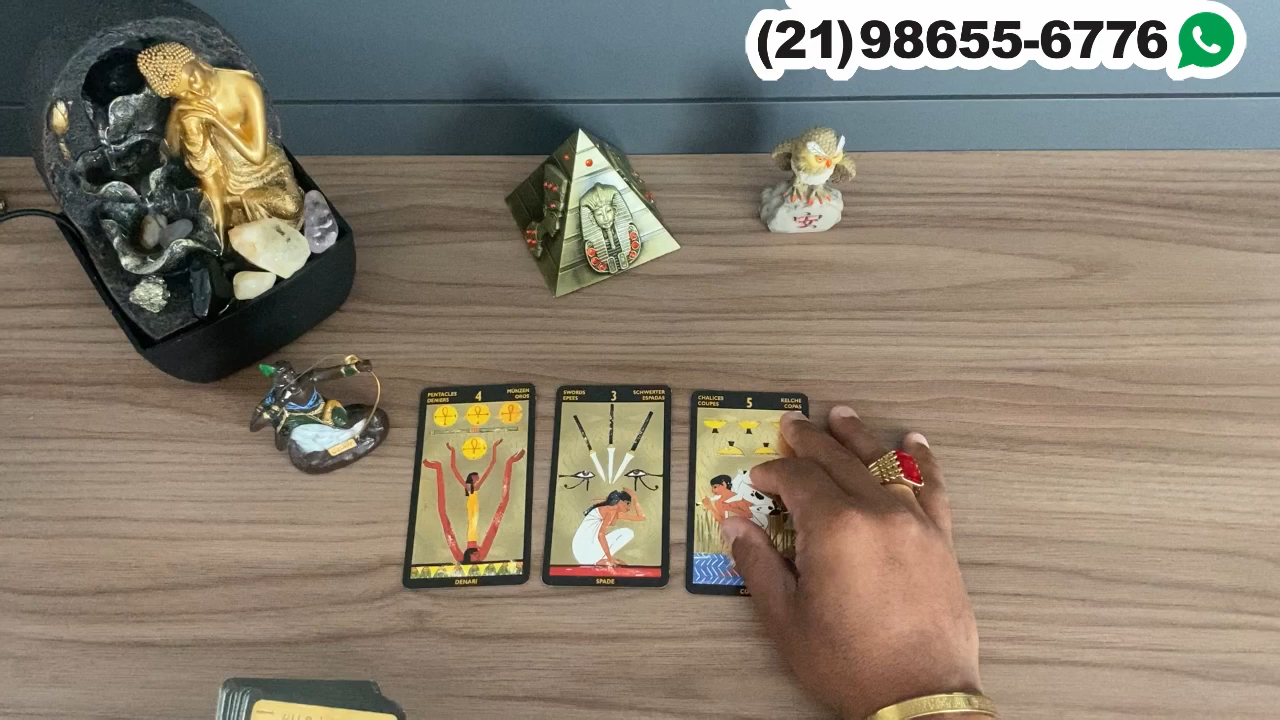 (21)98655-6776
安
PENTACLES 4 MÜNZEN
DENIERS OROS
DENARI
SWORDS 3 SCHWERTER
EPEES ESPADAS
SPADE
CHALICES 5 KELCHE
COUPES COPAS